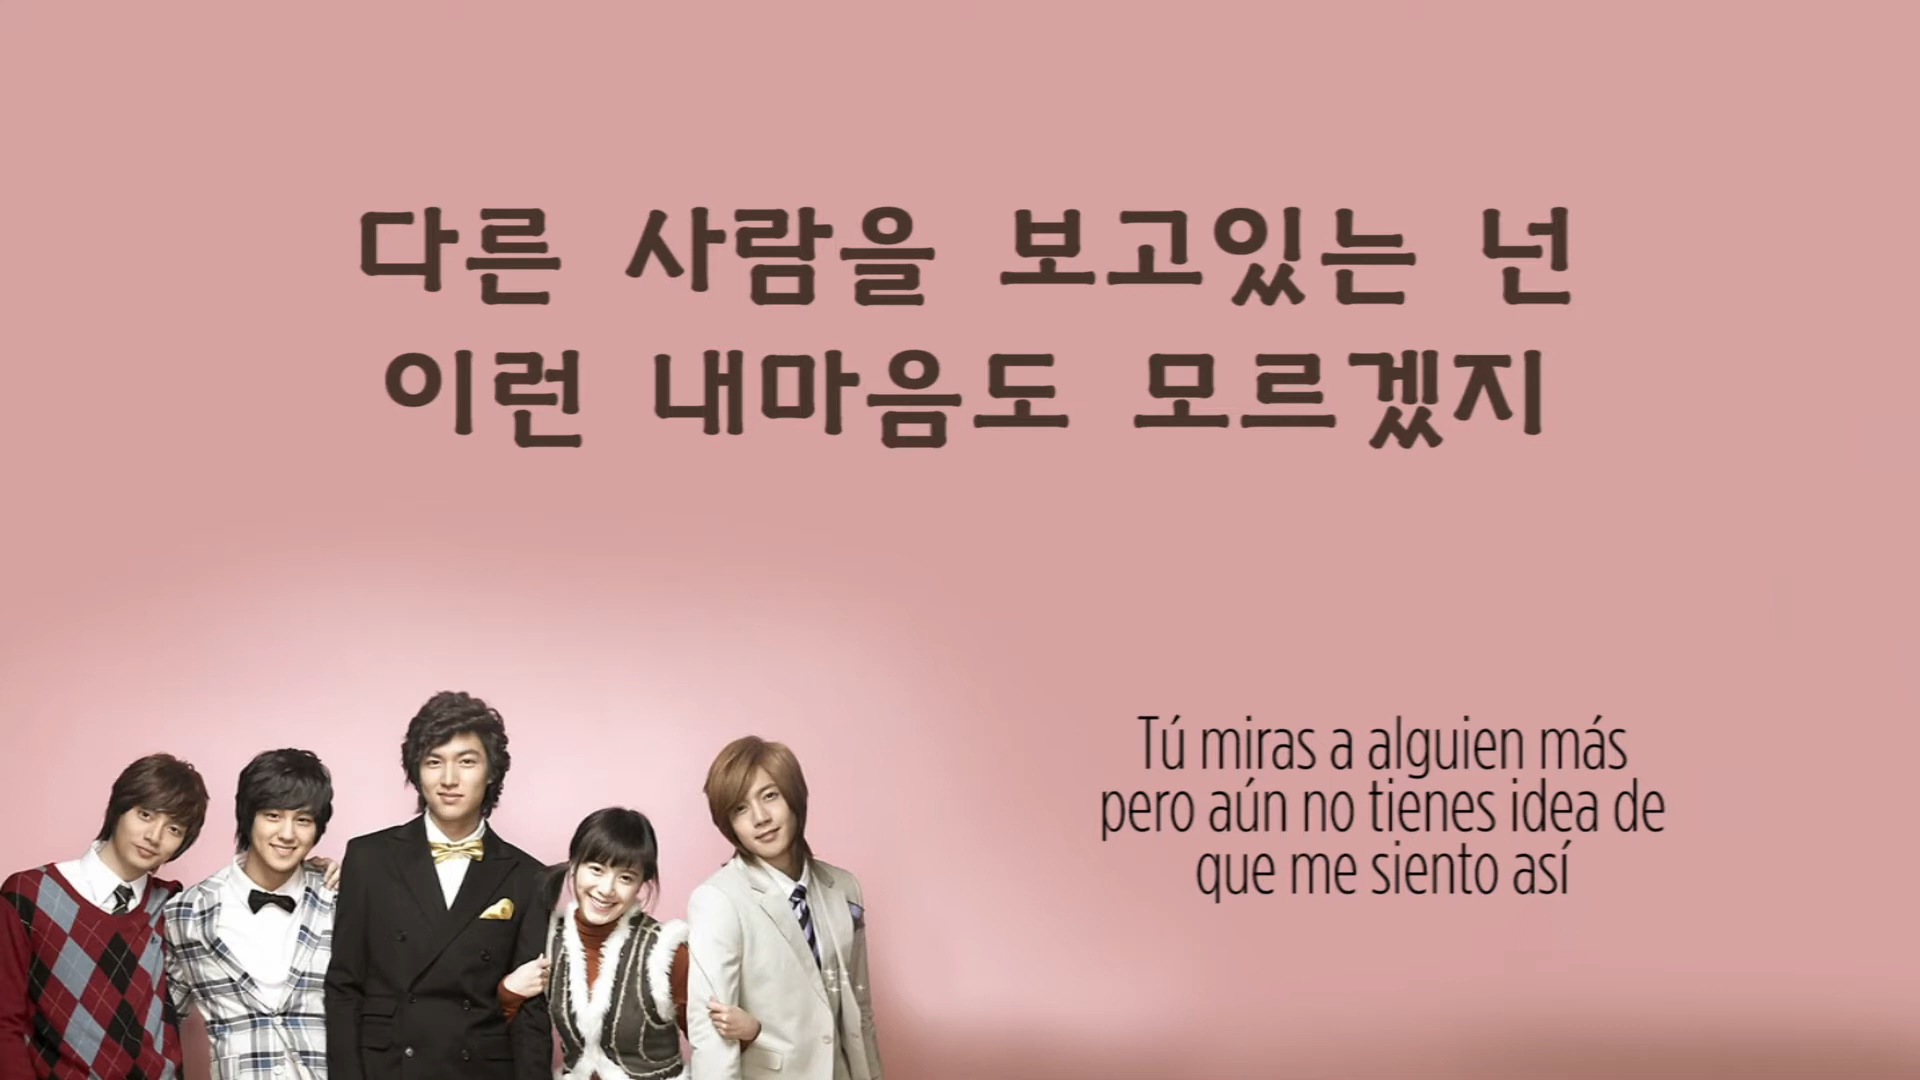 다른 사람을 보고있는 넌
이런 내마음도 모르겠지
Tú miras a alguien más
pero aún no tienes idea de
que me siento así